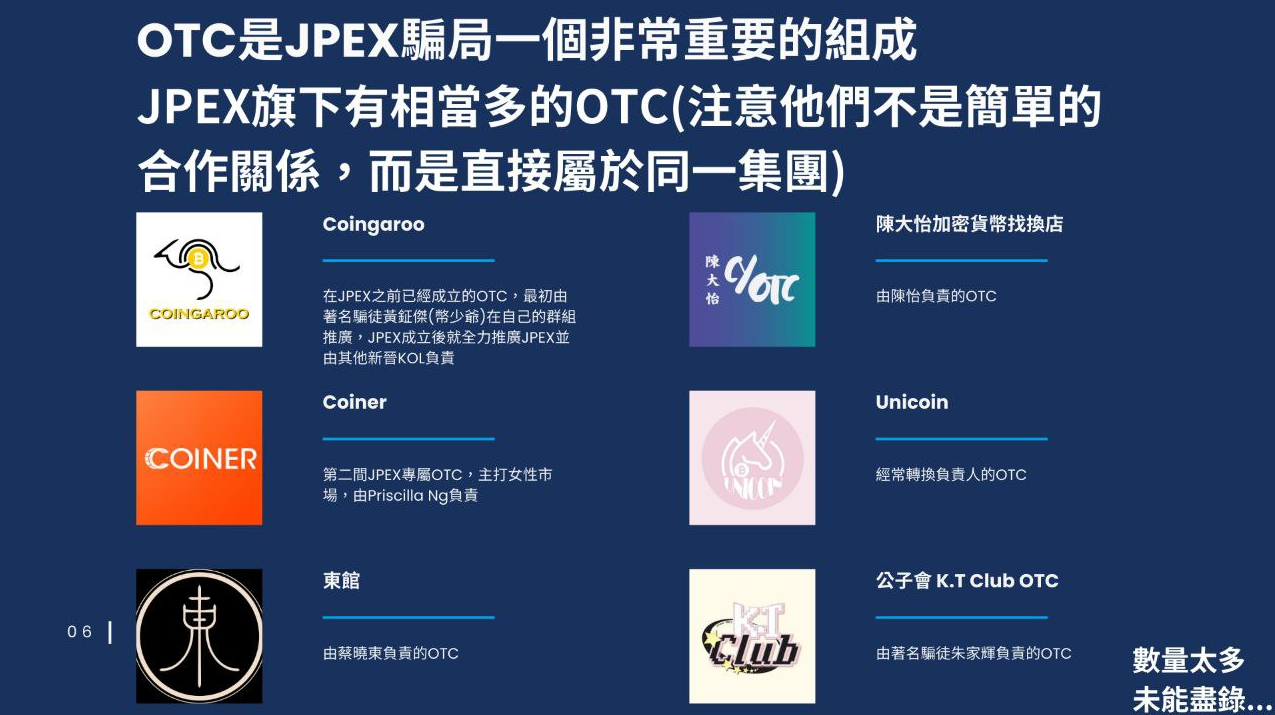 OTC是JPEX騙局一個非常重要的組成
JPEX旗下有相當多的OTC(注意他們不是簡單的
合作關係，而是直接屬於同一集團)
COINGAROO
Coingaroo
在JPEX之前已經成立的OTC，最初由
著名騙徒黃鉦傑(幣少爺)在自己的群組
推廣，JPEX成立後就全力推廣JPEX並
由其他新晉KOL負責
陳大怡
CY OTC
陳大怡加密貨幣找換店
由陳怡負責的OTC
COINER
Coiner
第二間JPEX專屬OTC，主打女性市
場，由Priscilla Ng負責
UNICOIN
Unicoin
經常轉換負責人的OTC
東
東館
由蔡曉東負責的OTC
K.T
Club
公子會 K.T Club OTC
由著名騙徒朱家輝負責的OTC
06
數量太多
未能盡錄...